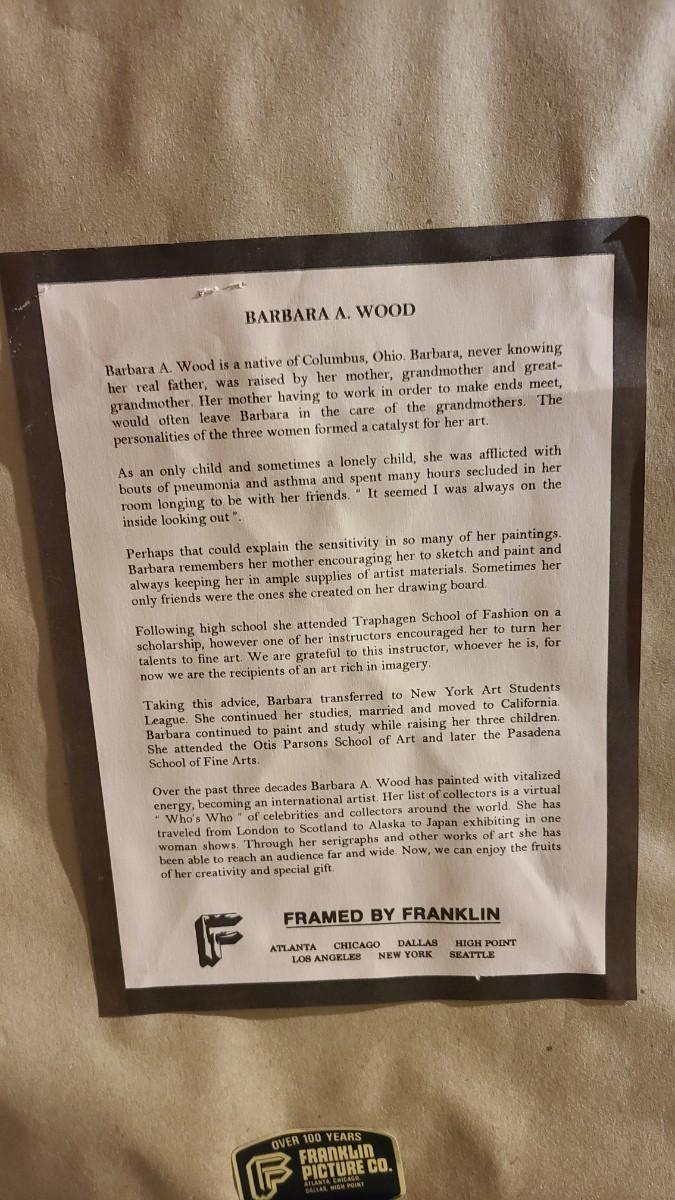 BARBARA A. WOOD
Barbara A. Wood is a native of Columbus, Ohio. Barbara, never knowing
her real father, was raised by her mother, grandmother and great-
grandmother. Her mother having to work in order to make ends meet,
would often leave Barbara in the care of the grandmothers. The
personalities of the three women formed a catalyst for her art.
As an only child and sometimes a lonely child, she was afflicted with
bouts of pneumonia and asthma and spent many hours secluded in her
room longing to be with her friends. " It seemed I was always on the
inside looking out ".
Perhaps that could explain the sensitivity in so many of her paintings.
Barbara remembers her mother encouraging her to sketch and paint and
always keeping her in ample supplies of artist materials. Sometimes her
only friends were the ones she created on her drawing board.
Following high school she attended Traphagen School of Fashion on a
scholarship, however one of her instructors encouraged her to turn her
talents to fine art. We are grateful to this instructor, whoever he is, for
now we are the recipients of an art rich in imagery.
Taking this advice, Barbara transferred to New York Art Students
League. She continued her studies, married and moved to California.
Barbara continued to paint and study while raising her three children.
She attended the Otis Parsons School of Art and later the Pasadena
School of Fine Arts.
Over the past three decades Barbara A. Wood has painted with vitalized
energy, becoming an international artist. Her list of collectors is a virtual
" Who's Who " of celebrities and collectors around the world. She has
traveled from London to Scotland to Alaska to Japan exhibiting in one
woman shows. Through her serigraphs and other works of art she has
been able to reach an audience far and wide. Now, we can enjoy the fruits
of her creativity and special gift.
F
FRAMED BY FRANKLIN
ATLANTA CHICAGO DALLAS HIGH POINT
LOS ANGELES NEW YORK SEATTLE
OVER 100 YEARS
FRANKLIN
PICTURE CO.
ATLANTA, CHICAGO,
DALLAS, HIGH POINT